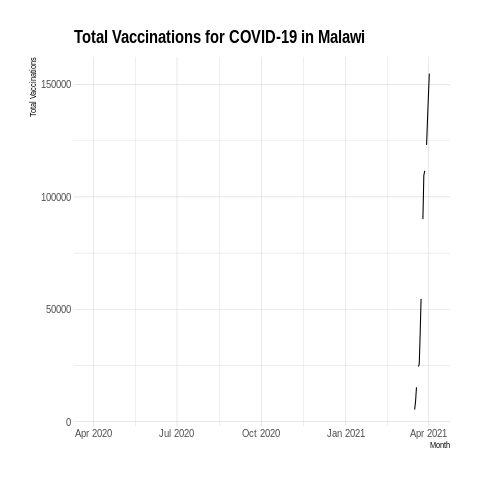 Total Vaccinations for COVID-19 in Malawi
Total Vaccinations
150000
100000
50000
0
Apr 2020 Jul 2020 Oct 2020 Jan 2021 Apr 2021
Month